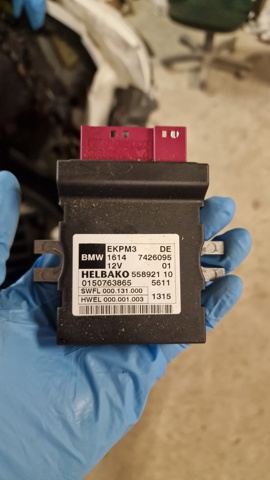 EKPM3 DE
BMW 1614 7426095
12V 01
HELBAKO 558921 10
0150763865 5611
SWFL 000.131.000
HWEL 000.001.003 1315